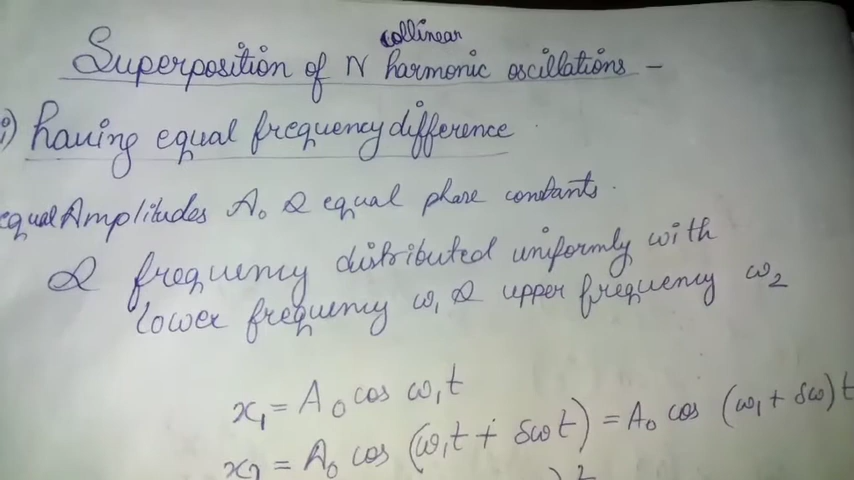 Superposition of N collinear harmonic oscillations -
i) having equal frequency difference
equal Amplitudes A₀ & equal phase constants.
& frequency distributed uniformly with
lower frequency ω₁ & upper frequency ω₂
x₁ = A₀ cos ω₁t
x₂ = A₀ cos (ω₁t + δωt) = A₀ cos (ω₁ + δω)t